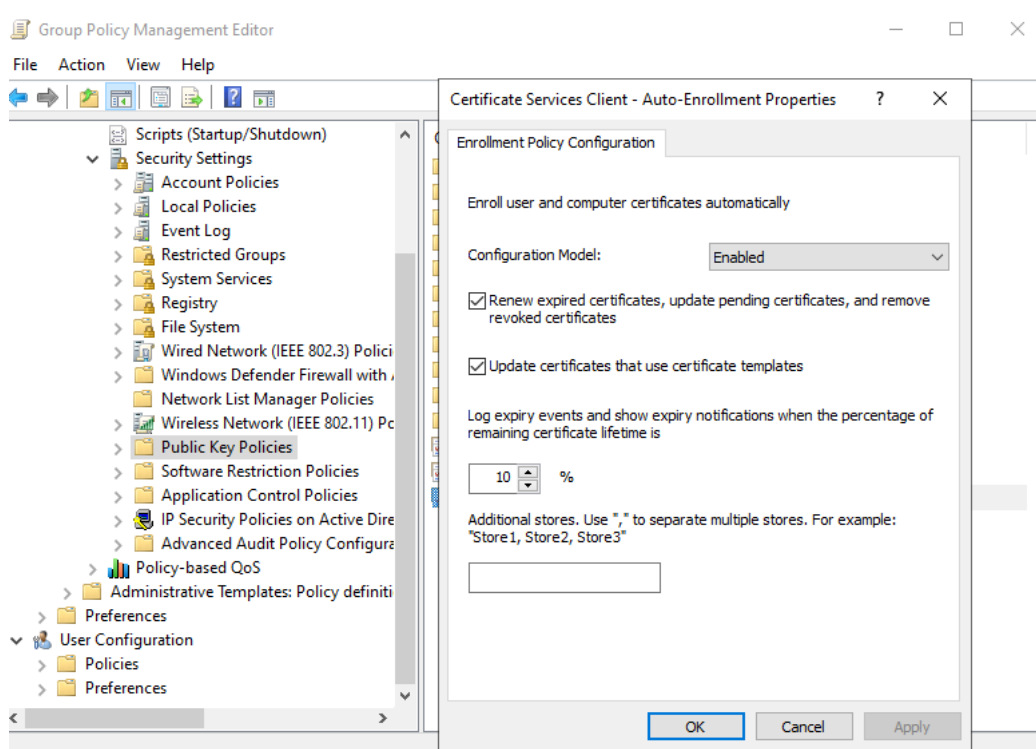 Group Policy Management Editor
File Action View Help
Scripts (Startup/Shutdown)
Security Settings
Account Policies
Local Policies
Event Log
Restricted Groups
System Services
Registry
File System
Wired Network (IEEE 802.3) Polici
Windows Defender Firewall with
Network List Manager Policies
Wireless Network (IEEE 802.11) Pc
Public Key Policies
Software Restriction Policies
Application Control Policies
IP Security Policies on Active Dire
Advanced Audit Policy Configura
Policy-based QoS
Administrative Templates: Policy definiti
Preferences
User Configuration
Policies
Preferences
Certificate Services Client - Auto-Enrollment Properties
Enrollment Policy Configuration
Enroll user and computer certificates automatically
Configuration Model: Enabled
Renew expired certificates, update pending certificates, and remove
revoked certificates
Update certificates that use certificate templates
Log expiry events and show expiry notifications when the percentage of
remaining certificate lifetime is
10 %
Additional stores. Use "," to separate multiple stores. For example:
"Store1, Store2, Store3"
OK Cancel Apply